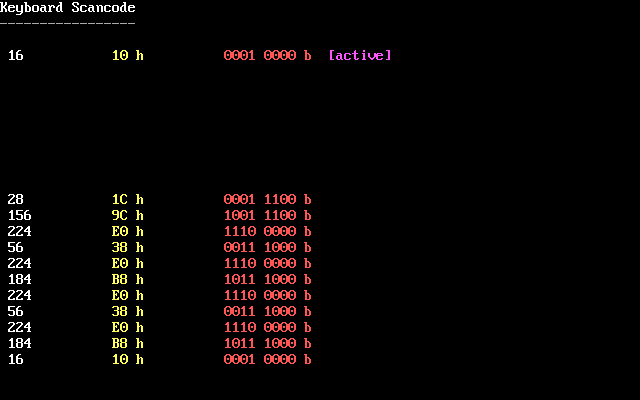 Keyboard Scancode
-----------------
16 10 h 0001 0000 b [active]
28 1C h 0001 1100 b
156 9C h 1001 1100 b
224 E0 h 1110 0000 b
56 38 h 0011 1000 b
224 E0 h 1110 0000 b
184 B8 h 1011 1000 b
224 E0 h 1110 0000 b
56 38 h 0011 1000 b
224 E0 h 1110 0000 b
184 B8 h 1011 1000 b
16 10 h 0001 0000 b